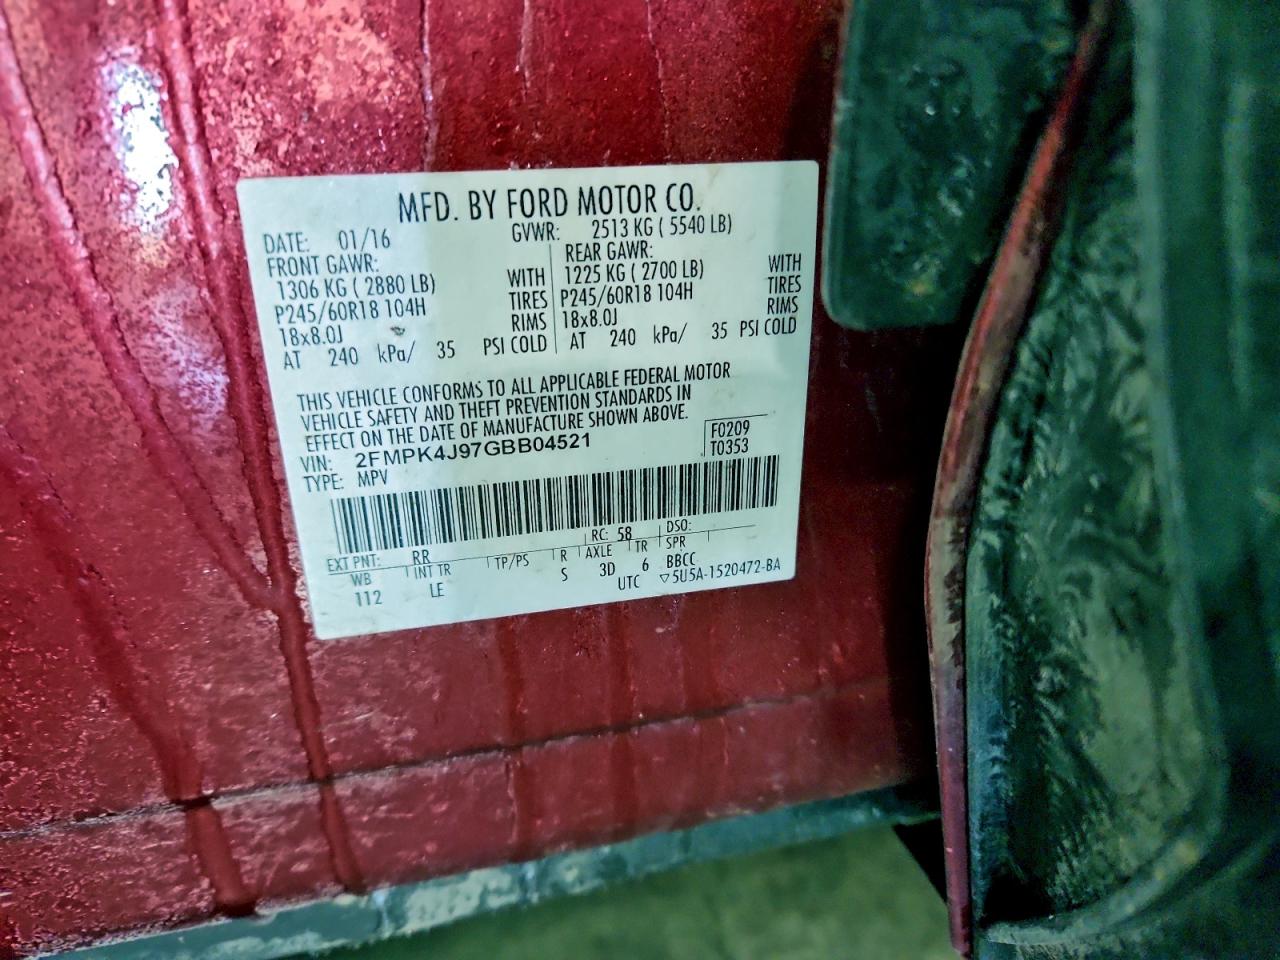 MFD. BY FORD MOTOR CO.
DATE: 01/16 GVWR: 2513 KG ( 5540 LB)
FRONT GAWR: REAR GAWR:
1306 KG ( 2880 LB) WITH 1225 KG ( 2700 LB) WITH
P245/60R18 104H TIRES P245/60R18 104H TIRES
18x8.0J RIMS 18x8.0J RIMS
AT 240 kPa/ 35 PSI COLD AT 240 kPa/ 35 PSI COLD
THIS VEHICLE CONFORMS TO ALL APPLICABLE FEDERAL MOTOR
VEHICLE SAFETY AND THEFT PREVENTION STANDARDS IN
EFFECT ON THE DATE OF MANUFACTURE SHOWN ABOVE.
VIN: 2FMPK4J97GBB04521 F0209
TYPE: MPV T0353
EXT PNT: RR RC: 58 DSO:
WB INT TR TP/PS R AXLE TR SPR
112 LE S 3D 6 BBCC
UTC ▽5U5A-1520472-BA